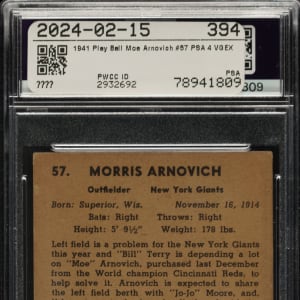 2024-02-15 394
1941 Play Ball Moe Arnovich #57 PSA 4 VGEX
PWCC ID PSA
???? 2932692 78941809
809
57. MORRIS ARNOVICH
Outfielder New York Giants
Born: Superior, Wis. November 16, 1914
Bats: Right Throws: Right
Height: 5' 9½" Weight: 178 lbs.
Left field is a problem for the New York Giants
this year and "Bill" Terry is depending a lot
on "Moe" Arnovich, purchased last December
from the World champion Cincinnati Reds, to
help solve it. Arnovich is expected to share
the left field berth with "Jo-Jo" Moore, and,